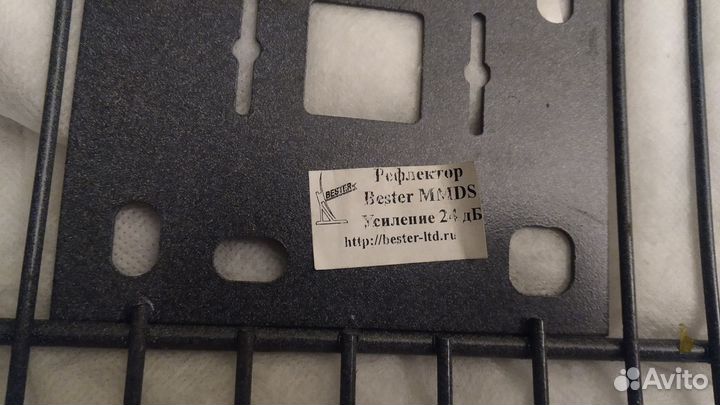 BESTER
Рефлектор
Bester MMDS
Усиление 24 дБ
http://bester-ltd.ru
Avito